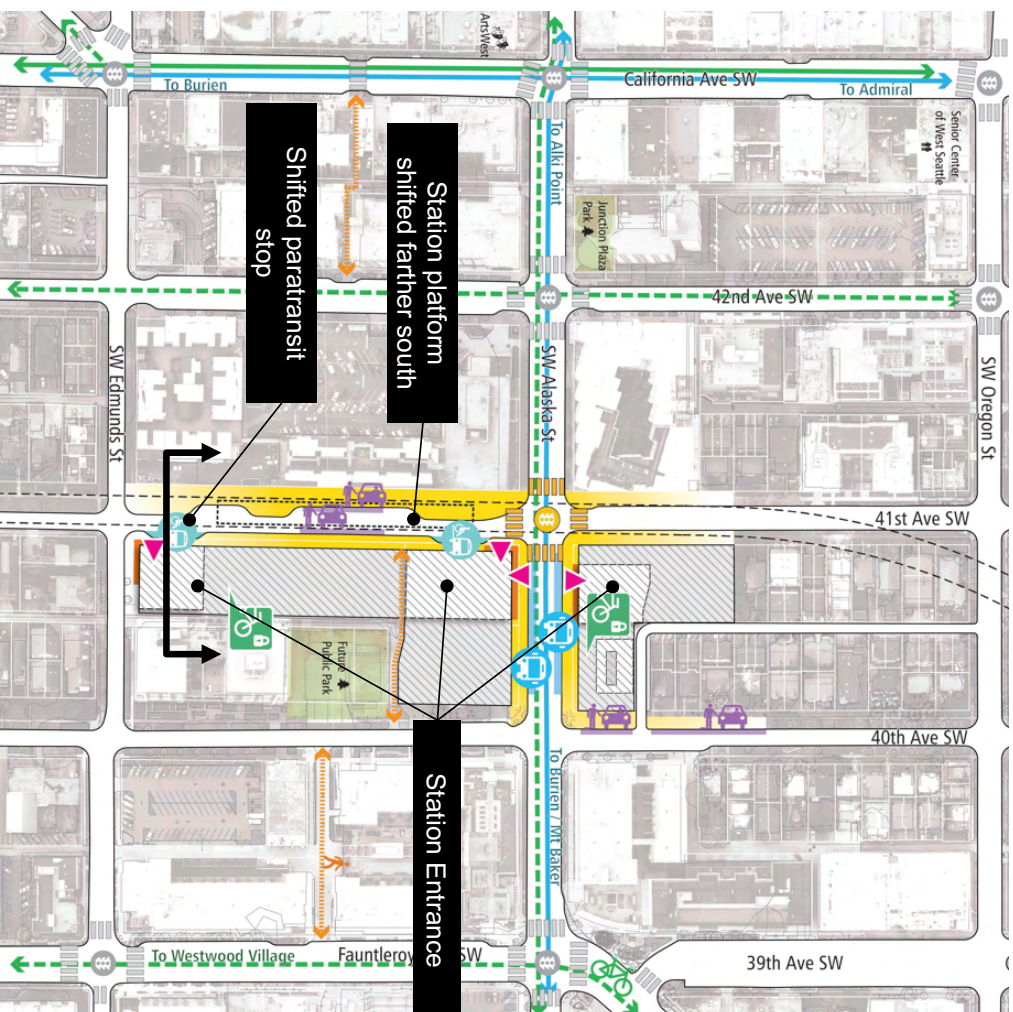 ArtsWest
California Ave SW
To Burien
To Admiral
To Alki Point
Senior Center
of West Seattle
Junction Plaza
Park
Shifted paratransit
stop
Station platform
shifted farther south
42nd Ave SW
SW Edmunds St
SW Alaska St
SW Oregon St
41st Ave SW
Future
Public Park
40th Ave SW
To Burien / Mt Baker
Station Entrance
To Westwood Village
Fauntleroy
SW
39th Ave SW